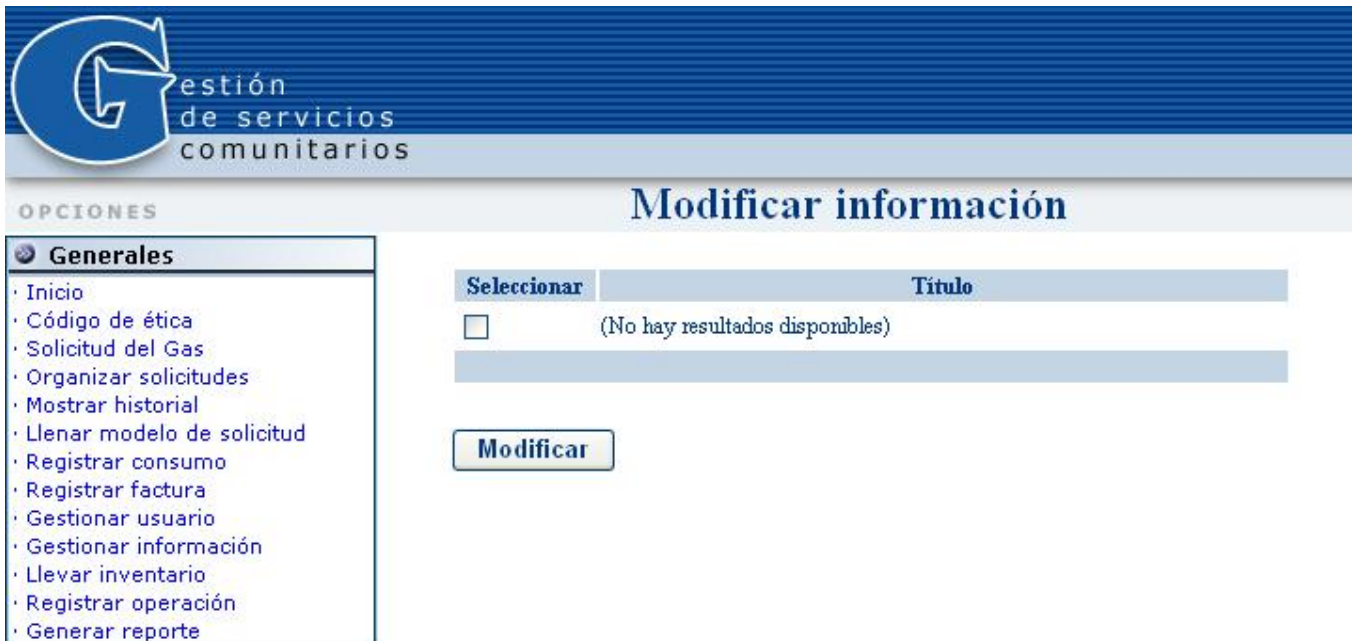 Gestión
de servicios
comunitarios
OPCIONES
Modificar información
Generales
· Inicio
· Código de ética
· Solicitud del Gas
· Organizar solicitudes
· Mostrar historial
· Llenar modelo de solicitud
· Registrar consumo
· Registrar factura
· Gestionar usuario
· Gestionar información
· Llevar inventario
· Registrar operación
· Generar reporte
Seleccionar Título
(No hay resultados disponibles)
Modificar